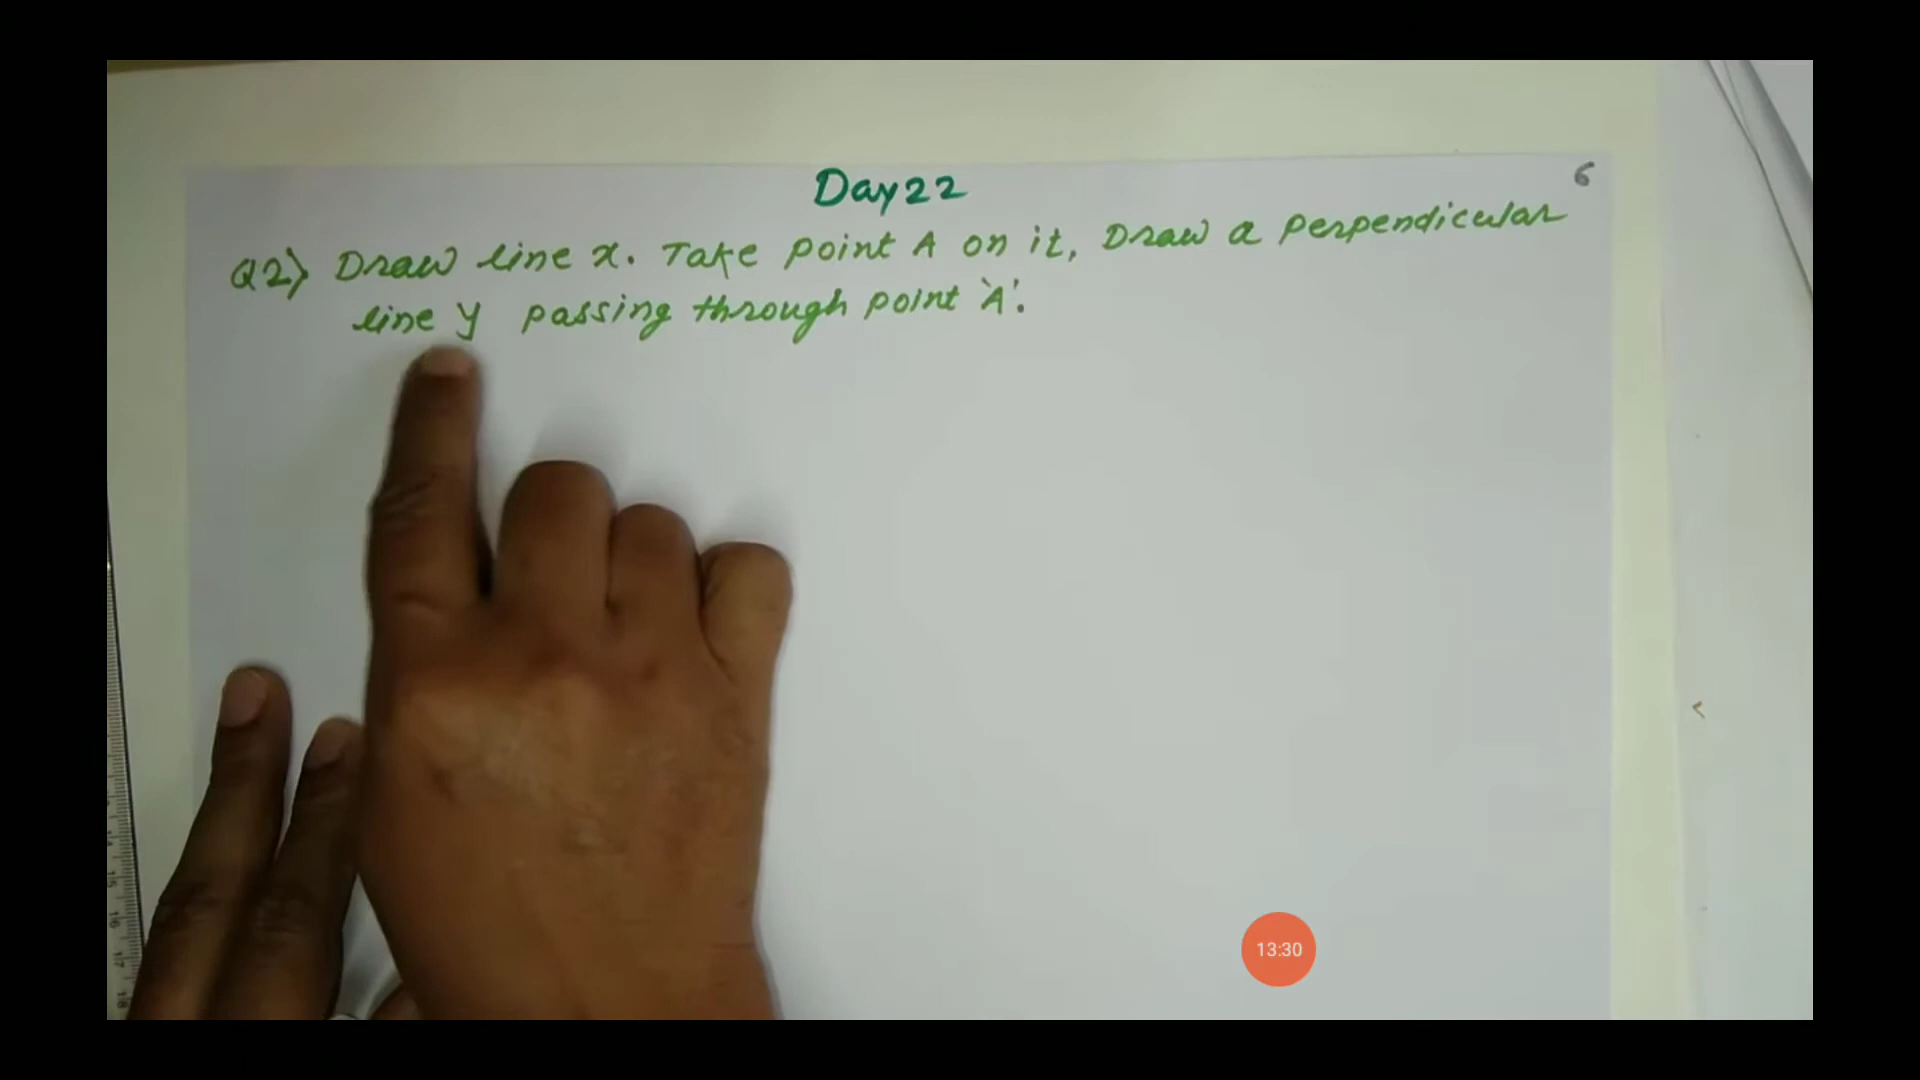 Day 22
6
Q2) Draw line x. Take point A on it, Draw a perpendicular
line y passing through point 'A'.
13:30